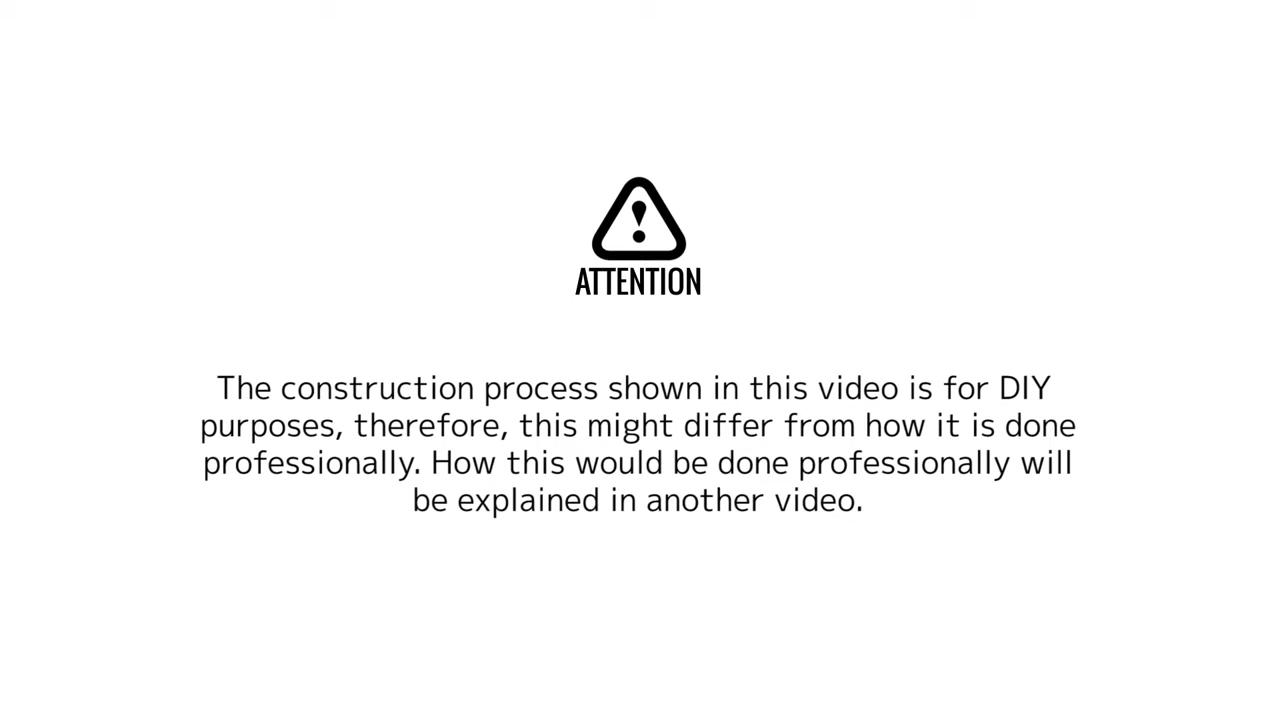 ATTENTION
The construction process shown in this video is for DIY
purposes, therefore, this might differ from how it is done
professionally. How this would be done professionally will
be explained in another video.